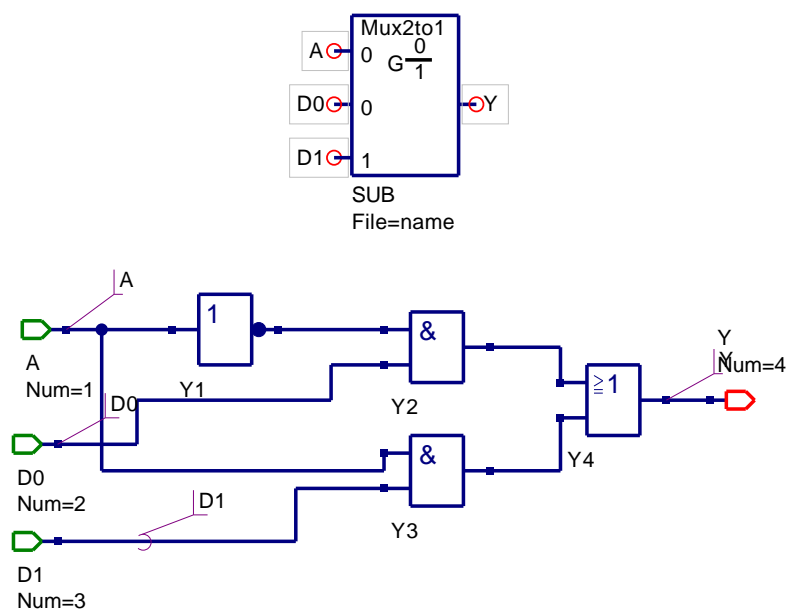 Mux2to1
A
0
G 0
1
D0
0
Y
D1
1
SUB
File=name
A
1
&
Y
Y
A
Num=1
Y1
Y2
≥1
Num=4
D0
D0
Num=2
&
Y4
D1
Y3
D1
Num=3